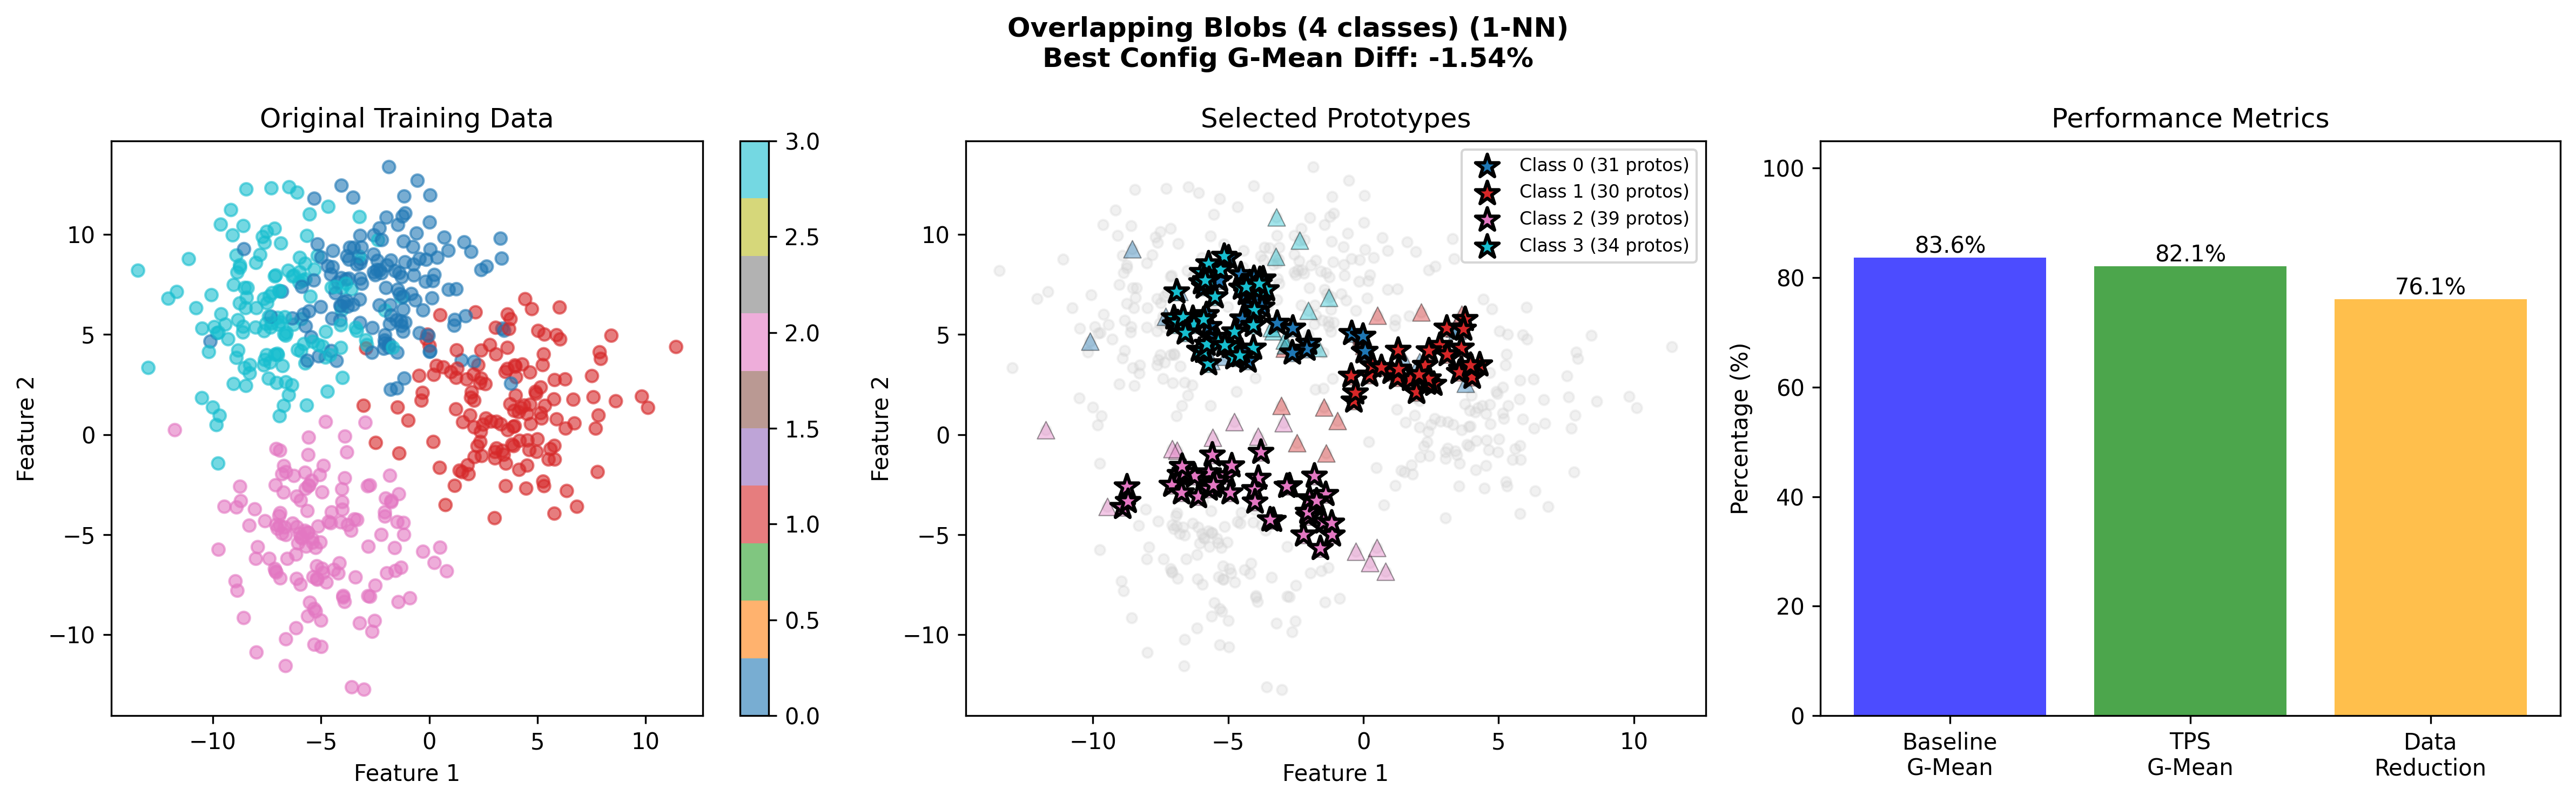 Overlapping Blobs (4 classes) (1-NN)
Best Config G-Mean Diff: -1.54%
Original Training Data
10
5
0
−5
−10
Feature 2
−10
−5
0
5
10
Feature 1
3.0
2.5
2.0
1.5
1.0
0.5
0.0
Selected Prototypes
Class 0 (31 protos)
Class 1 (30 protos)
Class 2 (39 protos)
Class 3 (34 protos)
10
5
0
−5
−10
Feature 2
−10
−5
0
5
10
Feature 1
Performance Metrics
100
80
60
40
20
0
Percentage (%)
83.6%
82.1%
76.1%
Baseline
G-Mean
TPS
G-Mean
Data
Reduction